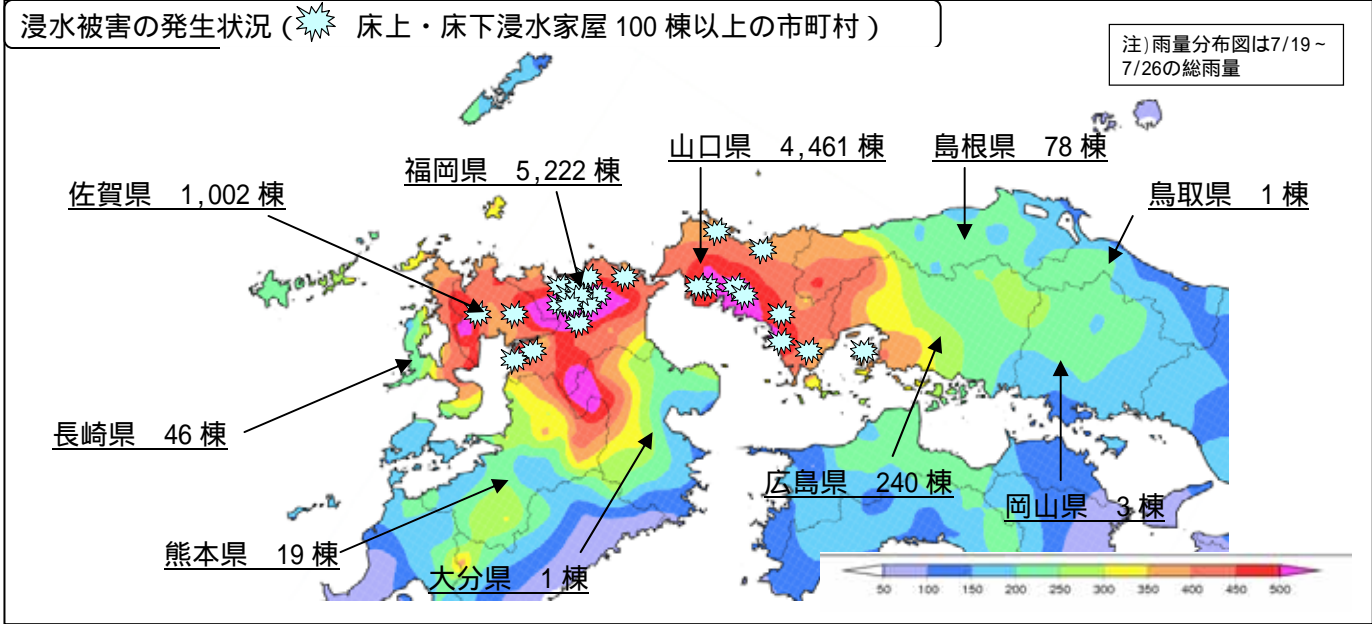 浸水被害の発生状況(床上・床下浸水家屋 100 棟以上の市町村)
注)雨量分布図は7/19~
7/26の総雨量
山口県 4,461 棟
島根県 78 棟
福岡県 5,222 棟
佐賀県 1,002 棟
鳥取県 1 棟
長崎県 46 棟
広島県 240 棟
岡山県 3 棟
熊本県 19 棟
大分県 1 棟
50 100 150 200 250 300 350 400 450 500